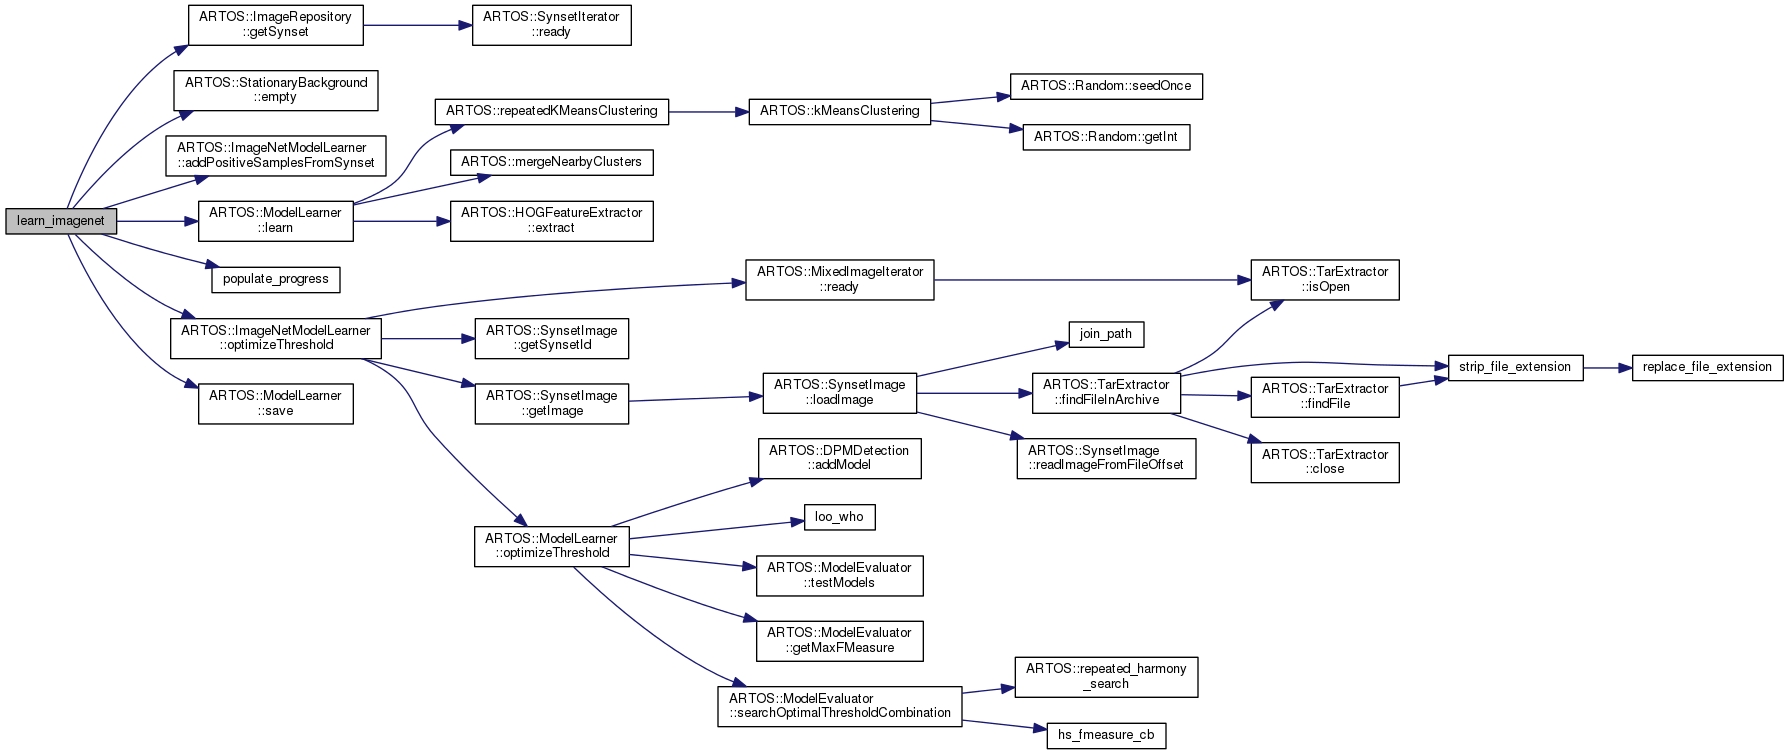 learn_imagenet
ARTOS::ImageRepository
::getSynset
ARTOS::SynsetIterator
::ready
ARTOS::StationaryBackground
::empty
ARTOS::ImageNetModelLearner
::addPositiveSamplesFromSynset
ARTOS::ModelLearner
::learn
ARTOS::repeatedKMeansClustering
ARTOS::kMeansClustering
ARTOS::Random::seedOnce
ARTOS::Random::getInt
ARTOS::mergeNearbyClusters
ARTOS::HOGFeatureExtractor
::extract
populate_progress
ARTOS::ImageNetModelLearner
::optimizeThreshold
ARTOS::MixedImageIterator
::ready
ARTOS::TarExtractor
::isOpen
ARTOS::SynsetImage
::getSynsetId
ARTOS::SynsetImage
::getImage
ARTOS::SynsetImage
::loadImage
join_path
ARTOS::TarExtractor
::findFileInArchive
strip_file_extension
replace_file_extension
ARTOS::TarExtractor
::findFile
ARTOS::TarExtractor
::close
ARTOS::SynsetImage
::readImageFromFileOffset
ARTOS::ModelLearner
::save
ARTOS::ModelLearner
::optimizeThreshold
ARTOS::DPMDetection
::addModel
loo_who
ARTOS::ModelEvaluator
::testModels
ARTOS::ModelEvaluator
::getMaxFMeasure
ARTOS::ModelEvaluator
::searchOptimalThresholdCombination
ARTOS::repeated_harmony
_search
hs_fmeasure_cb